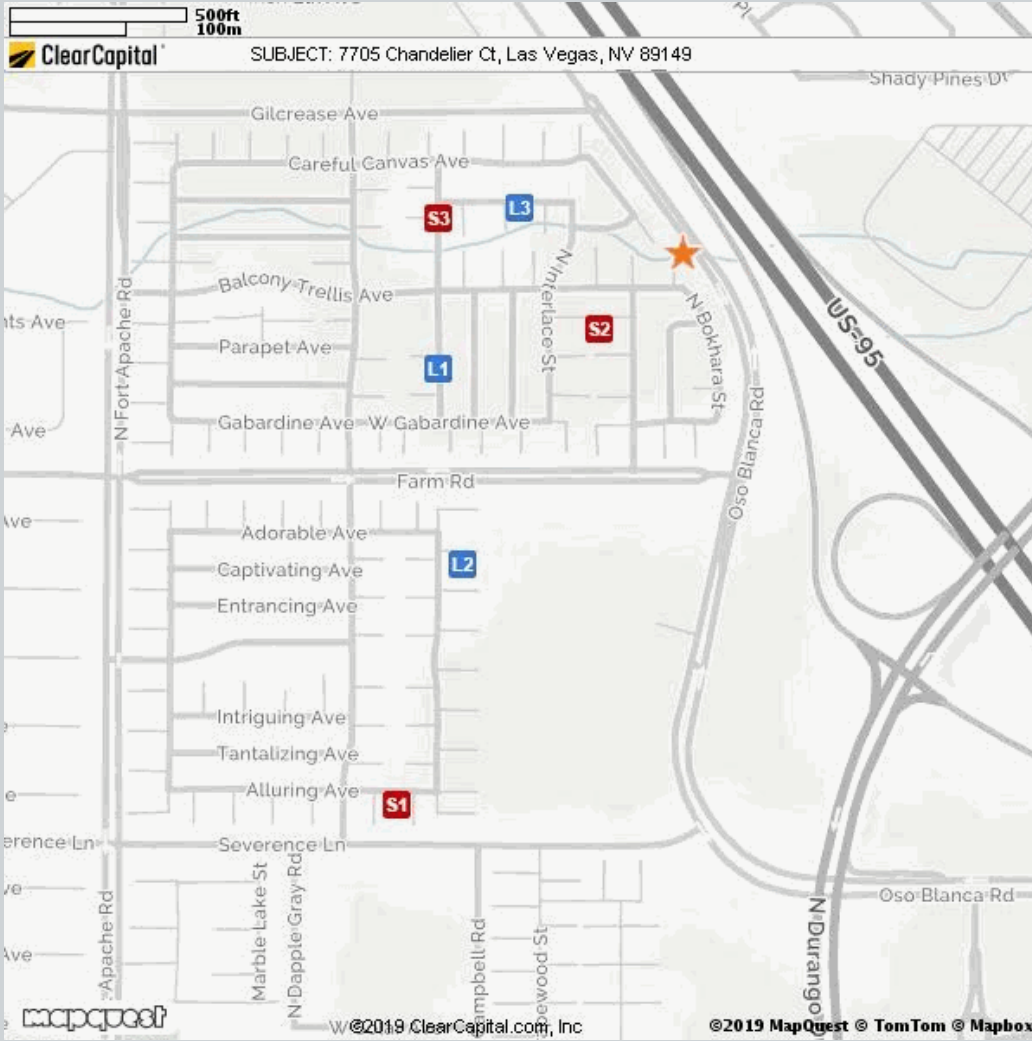 500ft
100m
ClearCapital
SUBJECT: 7705 Chandelier Ct, Las Vegas, NV 89149
Pl
Shady Pines Dr
Gilcrease Ave
Careful Canvas Ave
S3
L3
N Interlace St
Balcony Trellis Ave
N Fort Apache Rd
nts Ave
S2
N Bokhara St
US-95
Parapet Ave
L1
Gabardine Ave
W Gabardine Ave
Ave
Oso Blanca Rd
Farm Rd
Ave
Adorable Ave
L2
Captivating Ave
Entrancing Ave
Intriguing Ave
Tantalizing Ave
Alluring Ave
S1
e
erence Ln
Severence Ln
ve
Marble Lake St
N Dapple Gray Rd
Apache Rd
ampbell Rd
pewood St
Oso Blanca Rd
N Durango D
Ave
mapquest
W
©2019 ClearCapital.com, Inc
©2019 MapQuest © TomTom © Mapbox